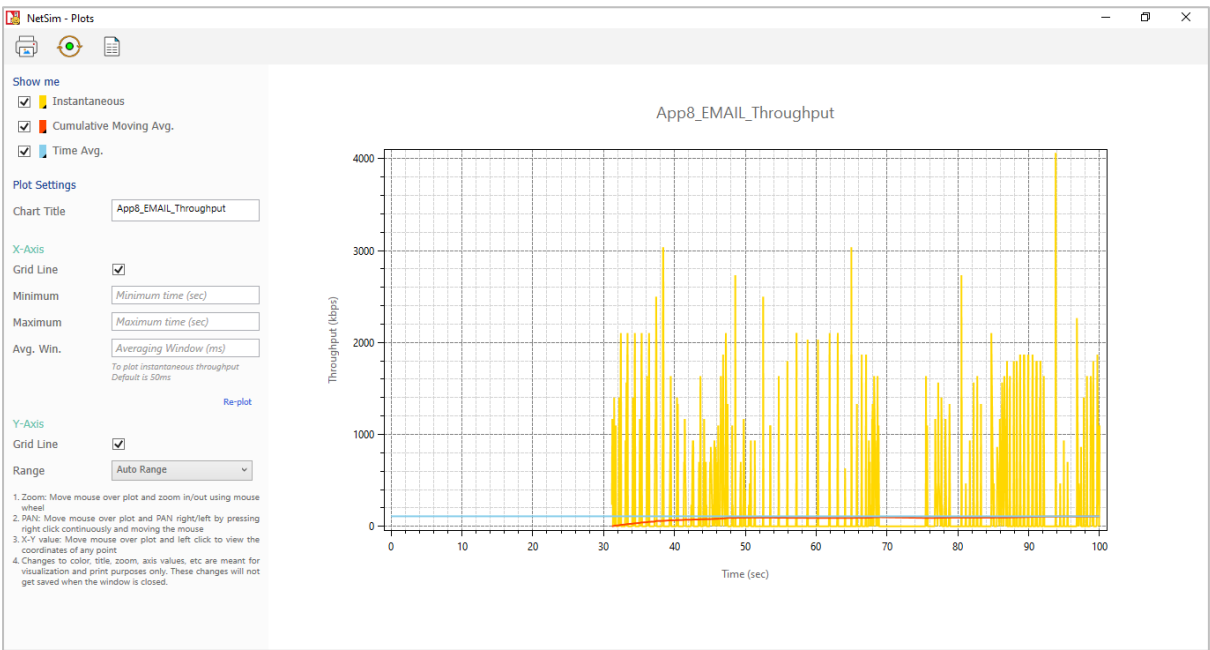 NetSim - Plots
Show me
Instantaneous
Cumulative Moving Avg.
Time Avg.
Plot Settings
Chart Title
App8_EMAIL_Throughput
X-Axis
Grid Line
Minimum
Minimum time (sec)
Maximum
Maximum time (sec)
Avg. Win.
Averaging Window (ms)
To plot instantaneous throughput
Default is 50ms
Re-plot
Y-Axis
Grid Line
Range
Auto Range
1. Zoom: Move mouse over plot and zoom in/out using mouse
wheel
2. PAN: Move mouse over plot and PAN right/left by pressing
right click continuously and moving the mouse
3. X-Y value: Move mouse over plot and left click to view the
coordinates of any point
4. Changes to color, title, zoom, axis values, etc are meant for
visualization and print purposes only. These changes will not
get saved when the window is closed.
App8_EMAIL_Throughput
Throughput (kbps)
4000
3000
2000
1000
0
0 10 20 30 40 50 60 70 80 90 100
Time (sec)